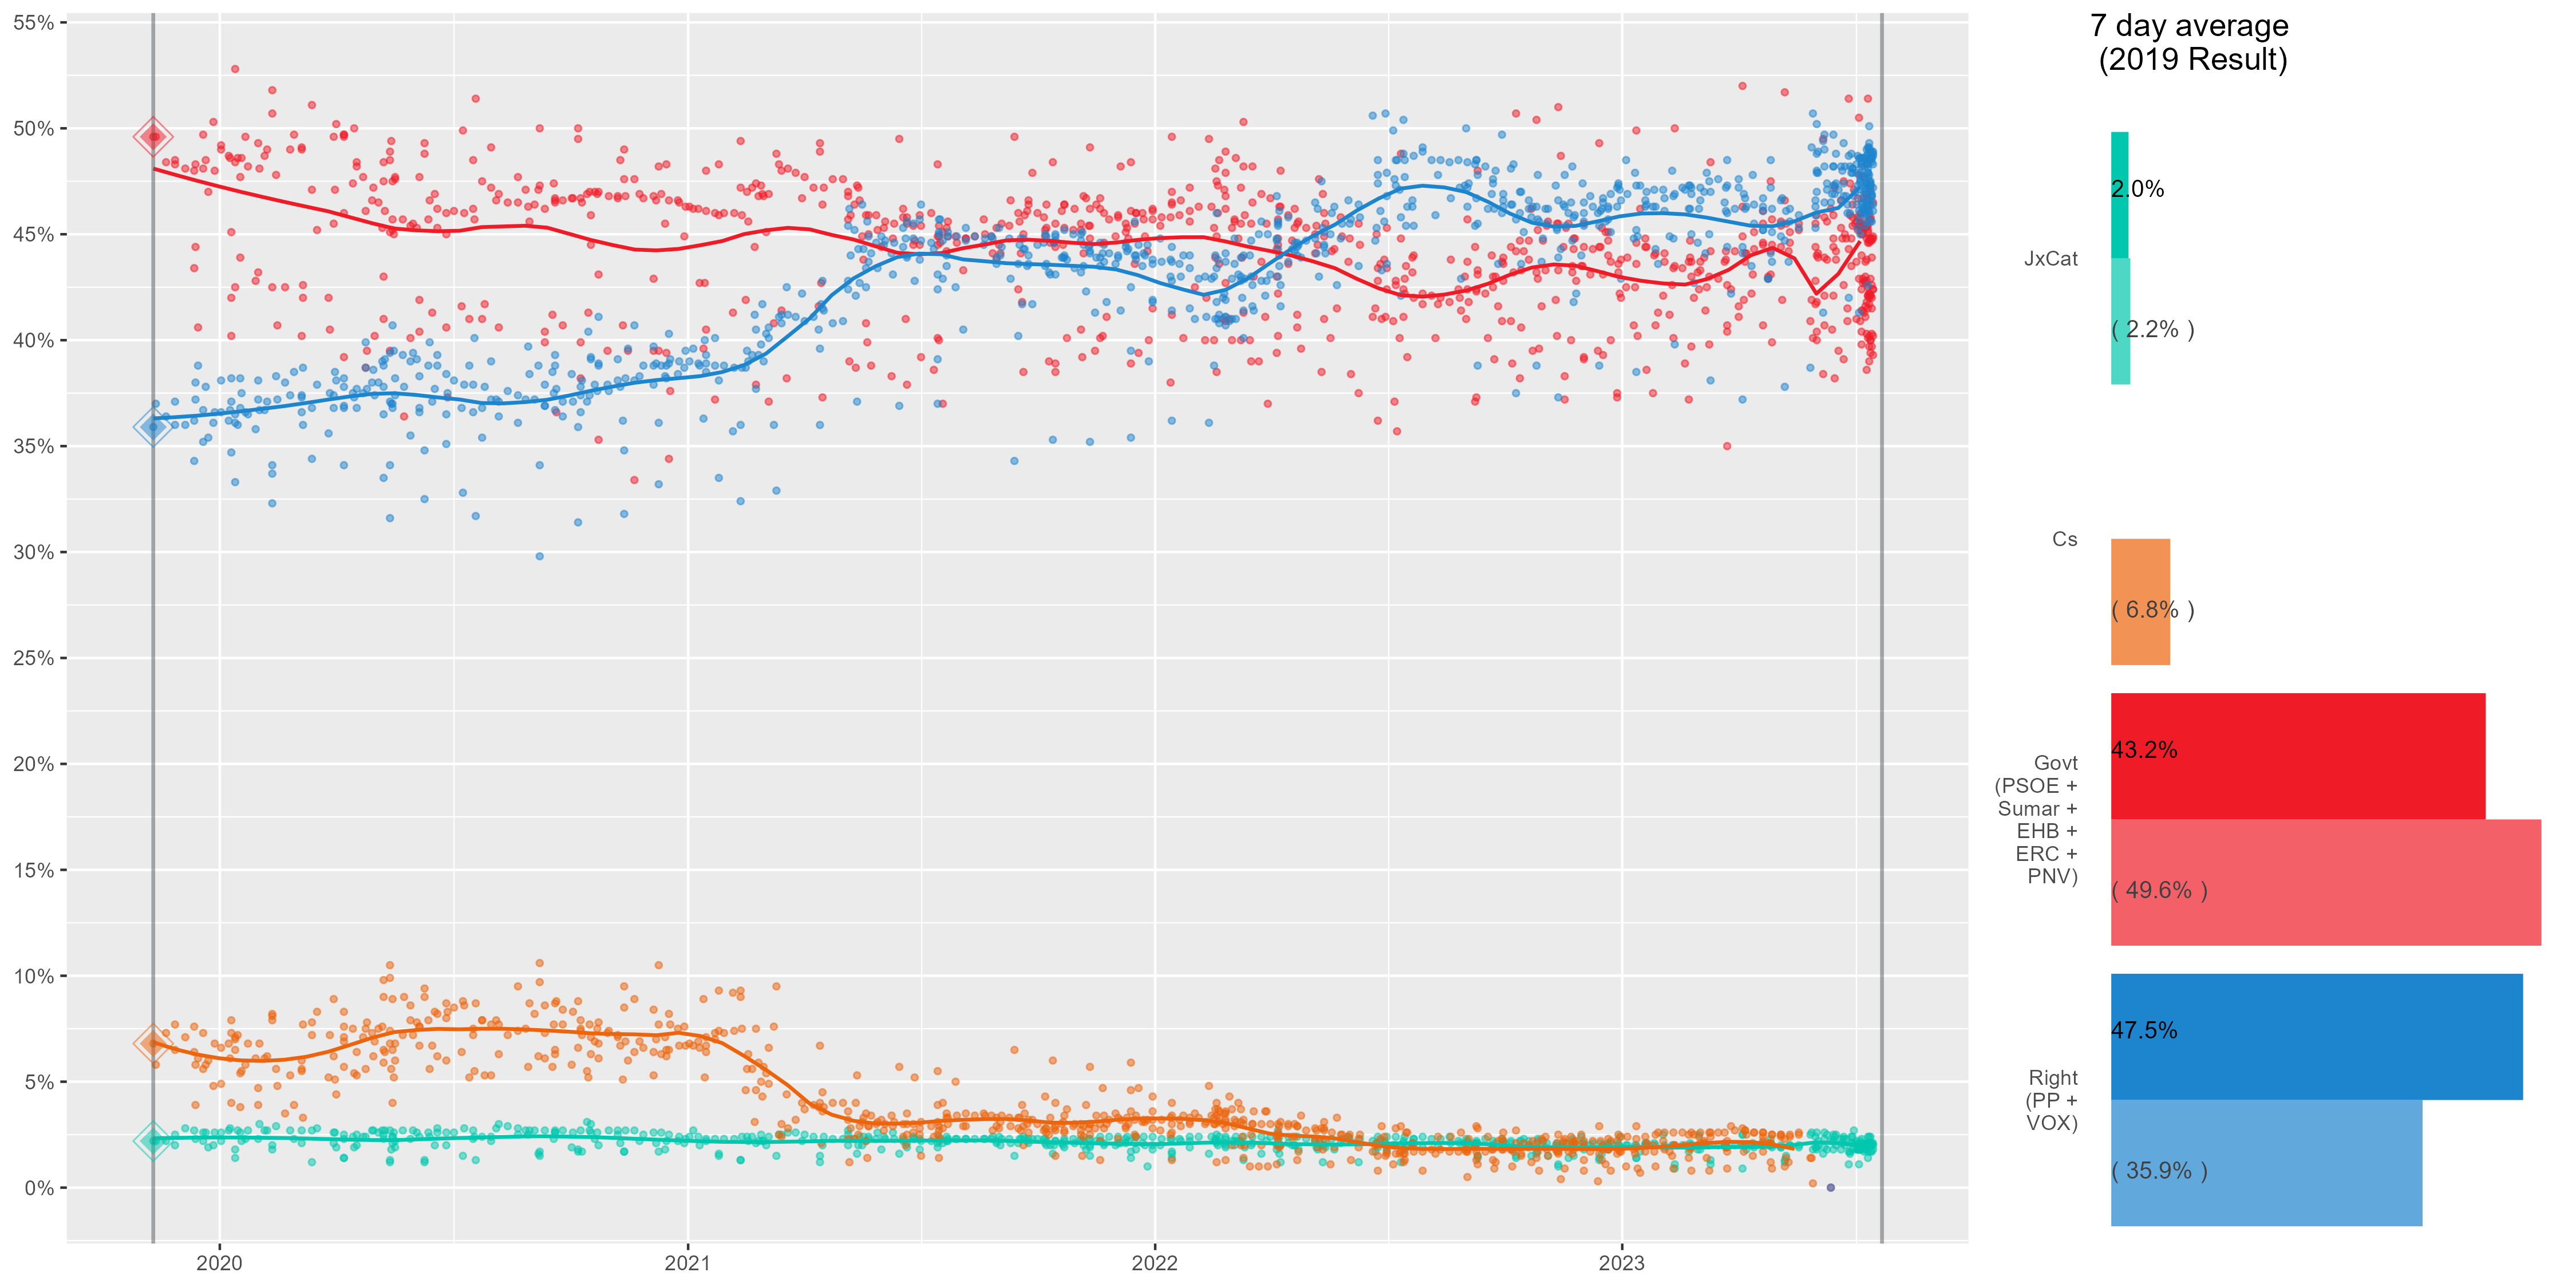 55%
50%
45%
40%
35%
30%
25%
20%
15%
10%
5%
0%
2020
2021
2022
2023
7 day average
(2019 Result)
JxCat
2.0%
( 2.2% )
Cs
( 6.8% )
Govt
(PSOE +
Sumar +
EHB +
ERC +
PNV)
43.2%
( 49.6% )
Right
(PP +
VOX)
47.5%
( 35.9% )